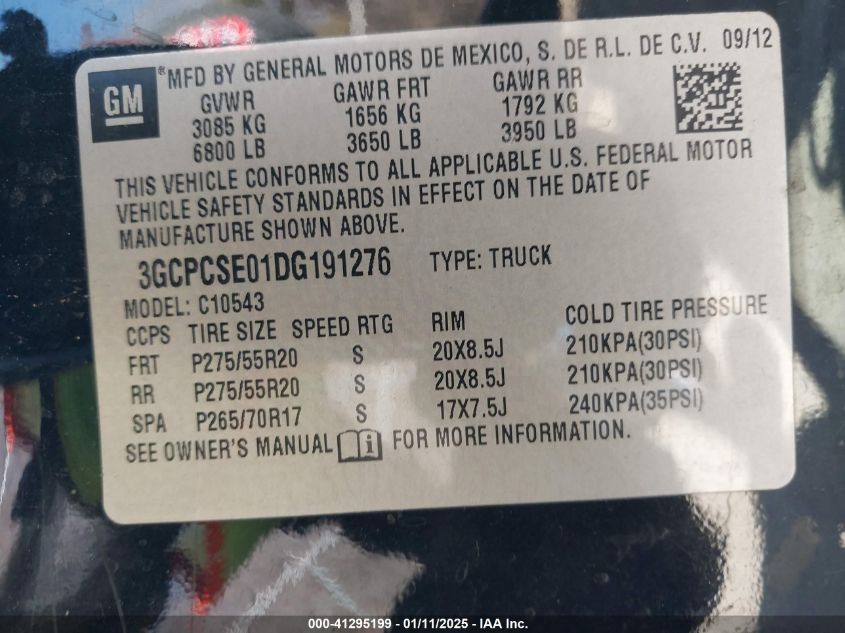 GM ® MFD BY GENERAL MOTORS DE MEXICO, S. DE R.L. DE C.V. 09/12
GVWR GAWR FRT GAWR RR
3085 KG 1656 KG 1792 KG
6800 LB 3650 LB 3950 LB
THIS VEHICLE CONFORMS TO ALL APPLICABLE U.S. FEDERAL MOTOR
VEHICLE SAFETY STANDARDS IN EFFECT ON THE DATE OF
MANUFACTURE SHOWN ABOVE.
3GCPCSE01DG191276 TYPE: TRUCK
MODEL: C10543
CCPS TIRE SIZE SPEED RTG RIM COLD TIRE PRESSURE
FRT P275/55R20 S 20X8.5J 210KPA(30PSI)
RR P275/55R20 S 20X8.5J 210KPA(30PSI)
SPA P265/70R17 S 17X7.5J 240KPA(35PSI)
SEE OWNER'S MANUAL FOR MORE INFORMATION.
000-41295199 - 01/11/2025 - IAA Inc.